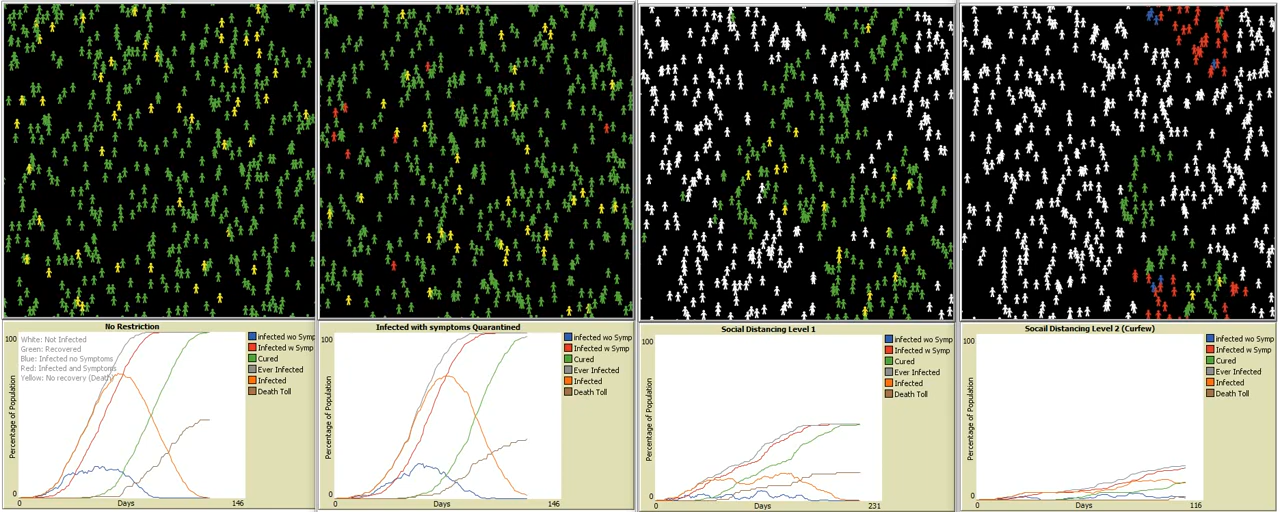 No Restriction
100
White: Not Infected
Green: Recovered
Blue: Infected no Symptoms
Red: Infected and Symptoms
Yellow: No recovery (Death)
Percentage of Population
0
0
Days
146
infected wo Symp
Infected w Symp
Cured
Ever Infected
Infected
Death Toll
Infected with symptoms Quarantined
100
Percentage of Population
0
0
Days
146
infected wo Symp
Infected w Symp
Cured
Ever Infected
Infected
Death Toll
Social Distancing Level 1
100
Percentage of Population
0
0
Days
231
infected wo Symp
Infected w Symp
Cured
Ever Infected
Infected
Death Toll
Socail Distancing Level 2 (Curfew)
100
Percentage of Population
0
0
Days
116
infected wo Symp
Infected w Symp
Cured
Ever Infected
Infected
Death Toll